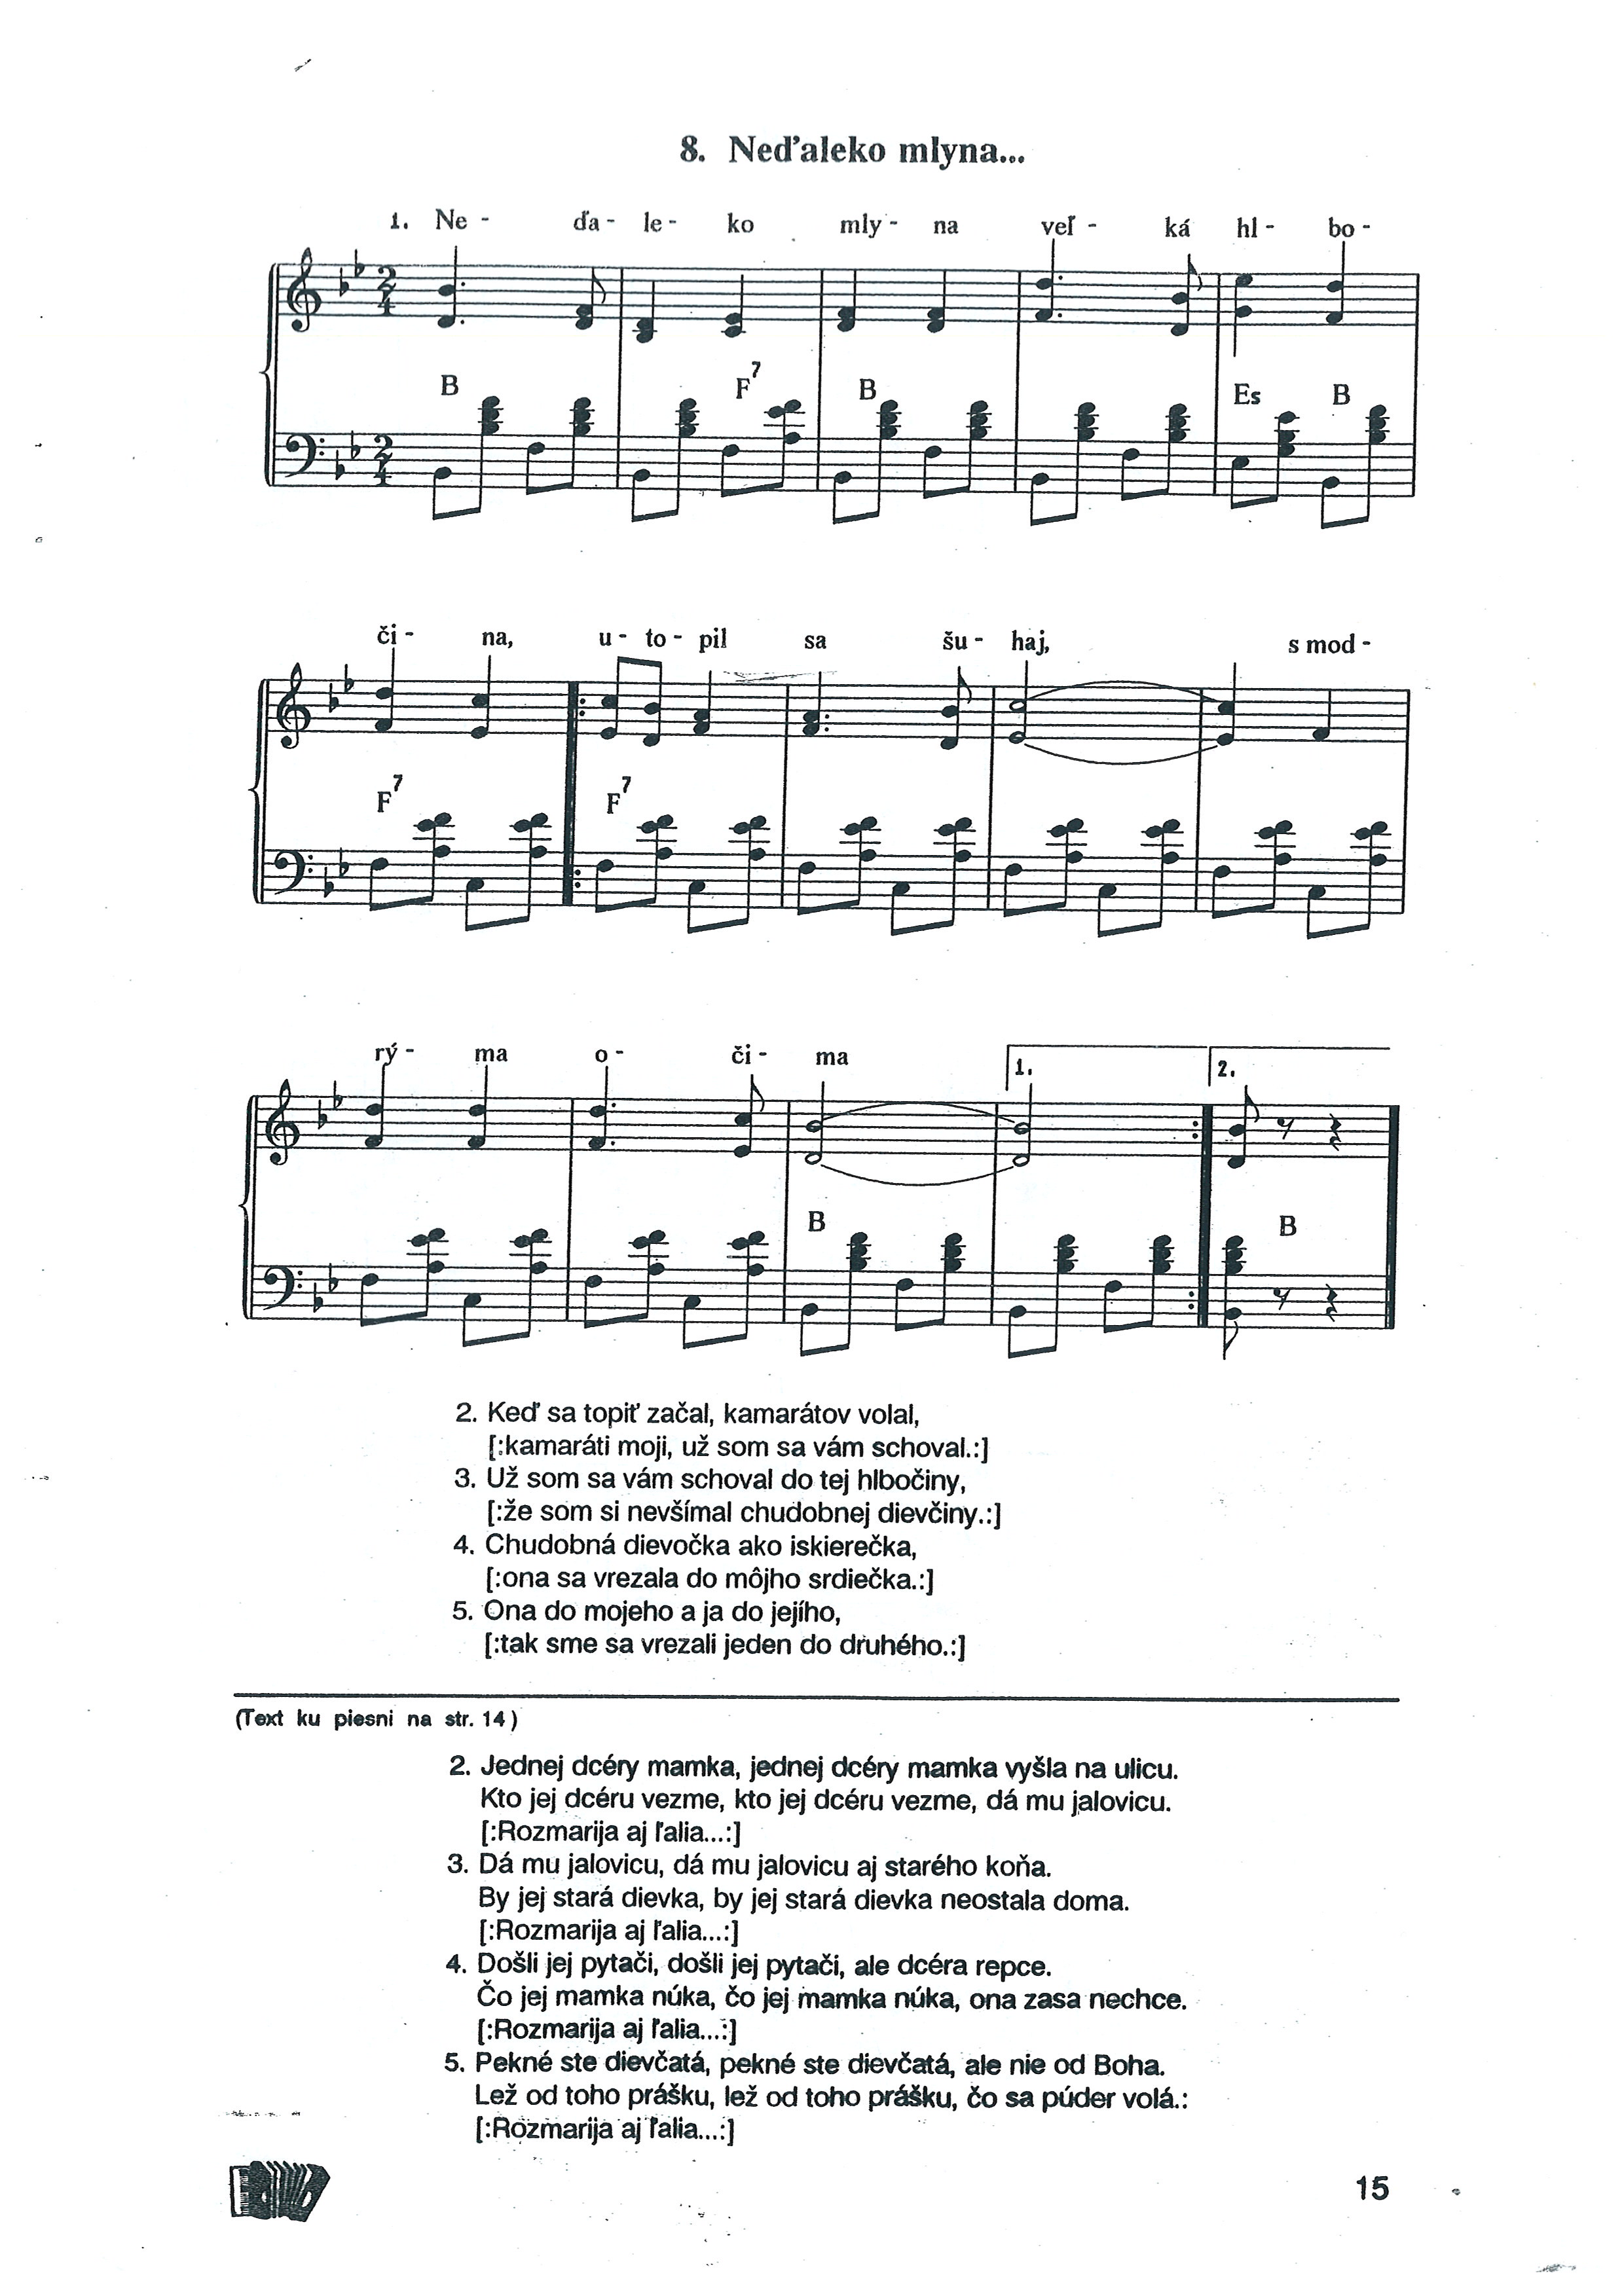 8. Neďaleko mlyna...
1. Ne - ďa - le - ko mly - na veľ - ká hl - bo -
B F7 B Es B
či - na, u - to - pil sa šu - haj, s mod -
F7 F7
rý - ma o - či - ma 1. 2.
B B
2. Keď sa topiť začal, kamarátov volal,
[:kamaráti moji, už som sa vám schoval.:]
3. Už som sa vám schoval do tej hlbočiny,
[:že som si nevšímal chudobnej dievčiny.:]
4. Chudobná dievočka ako iskierečka,
[:ona sa vrezala do môjho srdiečka.:]
5. Ona do mojeho a ja do jejího,
[:tak sme sa vrezali jeden do druhého.:]
(Text ku piesni na str. 14)
2. Jednej dcéry mamka, jednej dcéry mamka vyšla na ulicu.
Kto jej dcéru vezme, kto jej dcéru vezme, dá mu jalovicu.
[:Rozmarija aj ľalia...:]
3. Dá mu jalovicu, dá mu jalovicu aj starého koňa.
By jej stará dievka, by jej stará dievka neostala doma.
[:Rozmarija aj ľalia...:]
4. Došli jej pytači, došli jej pytači, ale dcéra repce.
Čo jej mamka núka, čo jej mamka núka, ona zasa nechce.
[:Rozmarija aj ľalia...:]
5. Pekné ste dievčatá, pekné ste dievčatá, ale nie od Boha.
Lež od toho prášku, lež od toho prášku, čo sa púder volá.:
[:Rozmarija aj ľalia...:]
15